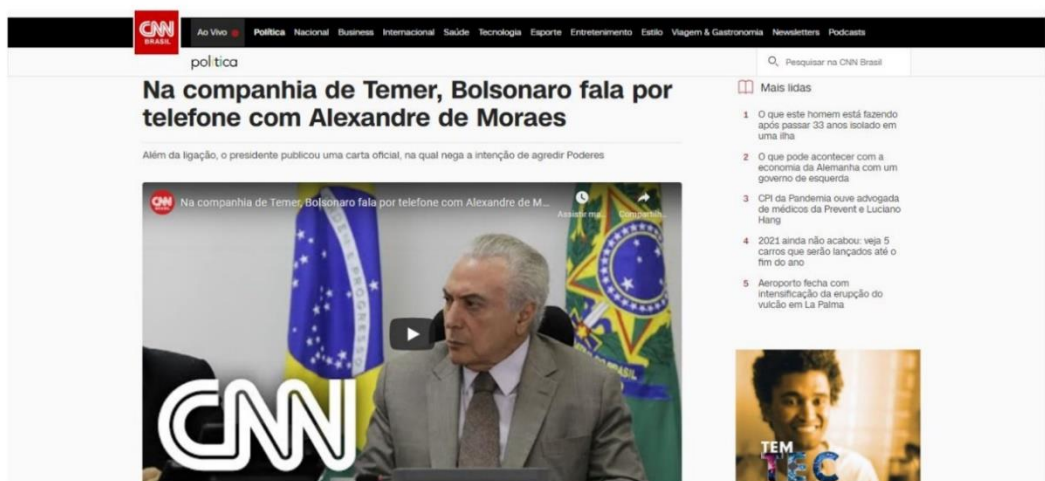 CNN
BRASIL
Ao Vivo Política Nacional Business Internacional Saúde Tecnologia Esporte Entretenimento Estilo Viagem & Gastronomia Newsletters Podcasts
política
Pesquisar na CNN Brasil
Na companhia de Temer, Bolsonaro fala por
telefone com Alexandre de Moraes
Além da ligação, o presidente publicou uma carta oficial, na qual nega a intenção de agredir Poderes
CNN Na companhia de Temer, Bolsonaro fala por telefone com Alexandre de M...
Assistir ma... Compartilh...
PROGRESSO
CNN
Mais lidas
1 O que este homem está fazendo
após passar 33 anos isolado em
uma ilha
2 O que pode acontecer com a
economia da Alemanha com um
governo de esquerda
3 CPI da Pandemia ouve advogada
de médicos da Prevent e Luciano
Hang
4 2021 ainda não acabou: veja 5
carros que serão lançados até o
fim do ano
5 Aeroporto fecha com
intensificação da erupção do
vulcão em La Palma
TEM
TEC